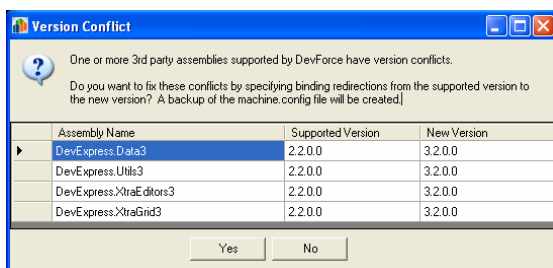 Version Conflict
One or more 3rd party assemblies supported by DevForce have version conflicts.
Do you want to fix these conflicts by specifying binding redirections from the supported version to
the new version? A backup of the machine.config file will be created.
Assembly Name Supported Version New Version
DevExpress.Data3 2.2.0.0 3.2.0.0
DevExpress.Utils3 2.2.0.0 3.2.0.0
DevExpress.XtraEditors3 2.2.0.0 3.2.0.0
DevExpress.XtraGrid3 2.2.0.0 3.2.0.0
Yes No